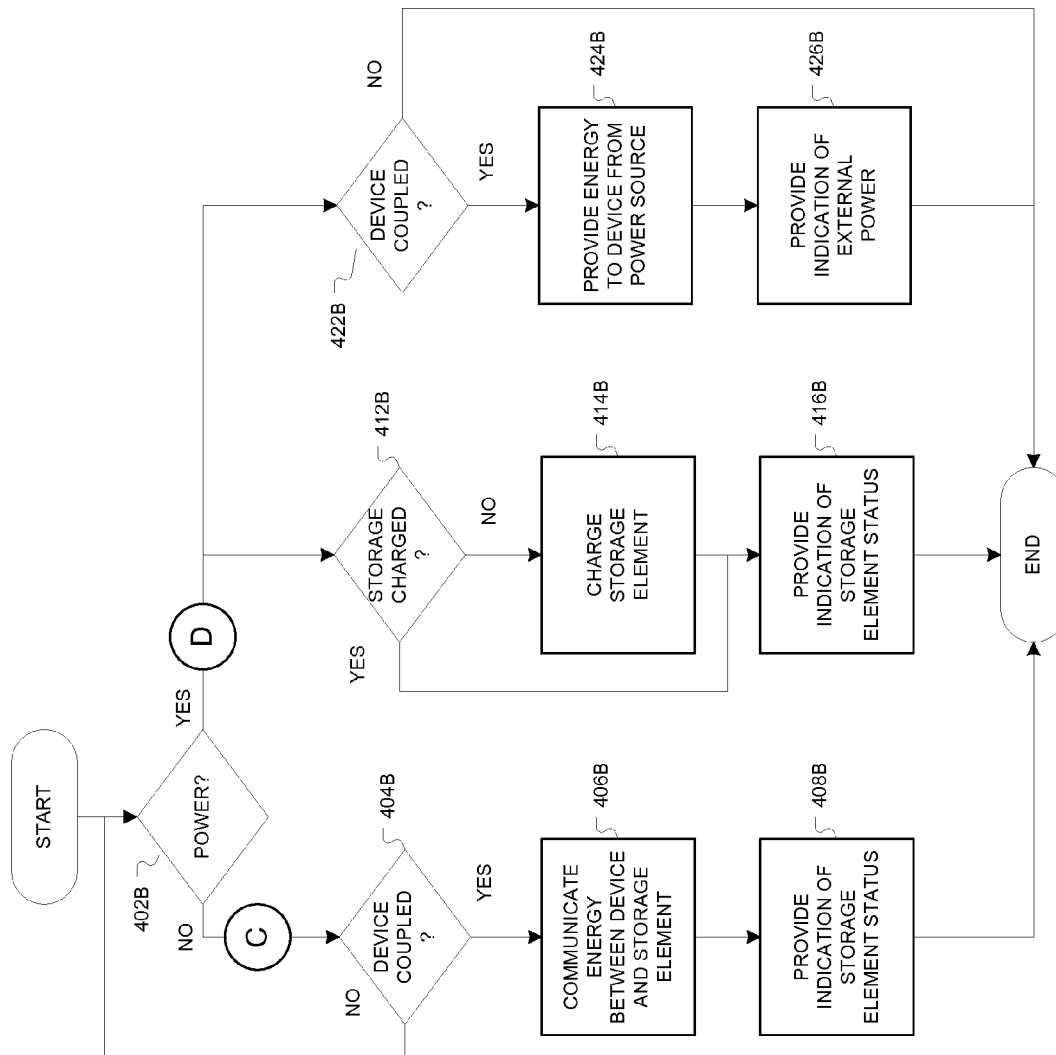 START
POWER?
402B
NO
YES
C
D
DEVICE
COUPLED
?
404B
NO
YES
COMMUNICATE
ENERGY
BETWEEN DEVICE
AND STORAGE
ELEMENT
406B
PROVIDE
INDICATION OF
STORAGE
ELEMENT STATUS
408B
STORAGE
CHARGED
?
412B
YES
NO
CHARGE
STORAGE
ELEMENT
414B
PROVIDE
INDICATION OF
STORAGE
ELEMENT STATUS
416B
DEVICE
COUPLED
?
422B
NO
YES
PROVIDE ENERGY
TO DEVICE FROM
POWER SOURCE
424B
PROVIDE
INDICATION OF
EXTERNAL
POWER
426B
END